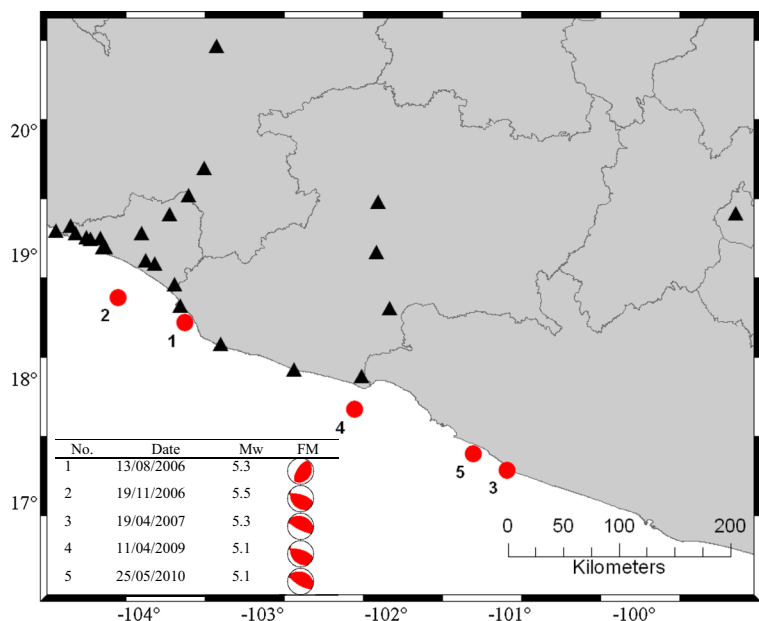 20°
19°
2
1
18°
4
No. Date Mw FM
1 13/08/2006 5.3
2 19/11/2006 5.5
3 19/04/2007 5.3
4 11/04/2009 5.1
5 25/05/2010 5.1
5
3
17°
0 50 100 200
Kilometers
-104° -103° -102° -101° -100°